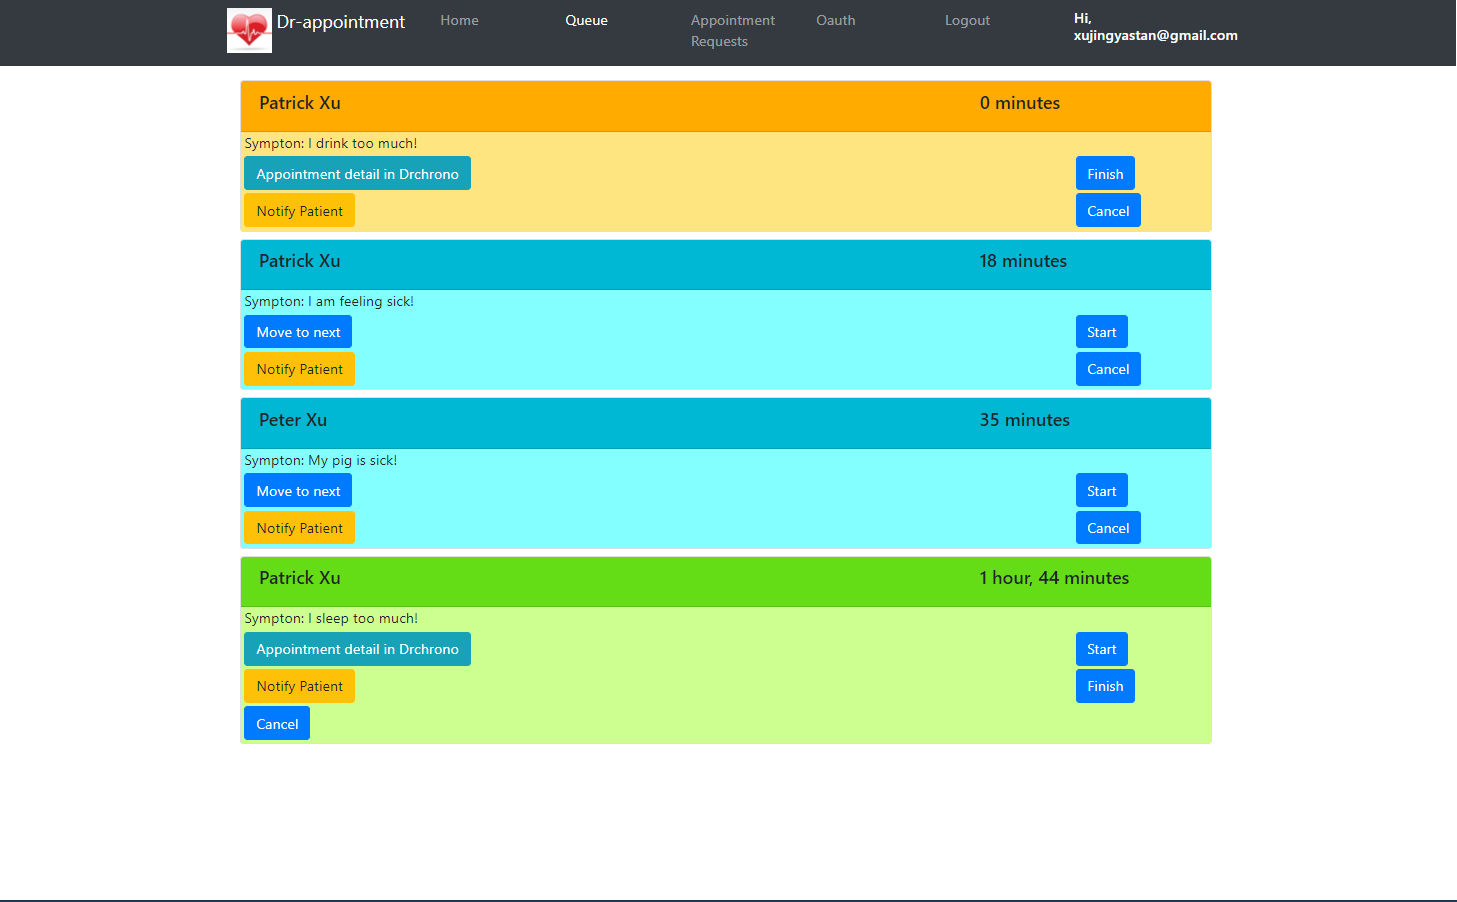 Dr-appointment
Home
Queue
Appointment
Requests
Oauth
Logout
Hi,
xujingyastan@gmail.com
Patrick Xu
0 minutes
Sympton: I drink too much!
Appointment detail in Drchrono
Finish
Notify Patient
Cancel
Patrick Xu
18 minutes
Sympton: I am feeling sick!
Move to next
Start
Notify Patient
Cancel
Peter Xu
35 minutes
Sympton: My pig is sick!
Move to next
Start
Notify Patient
Cancel
Patrick Xu
1 hour, 44 minutes
Sympton: I sleep too much!
Appointment detail in Drchrono
Start
Notify Patient
Finish
Cancel